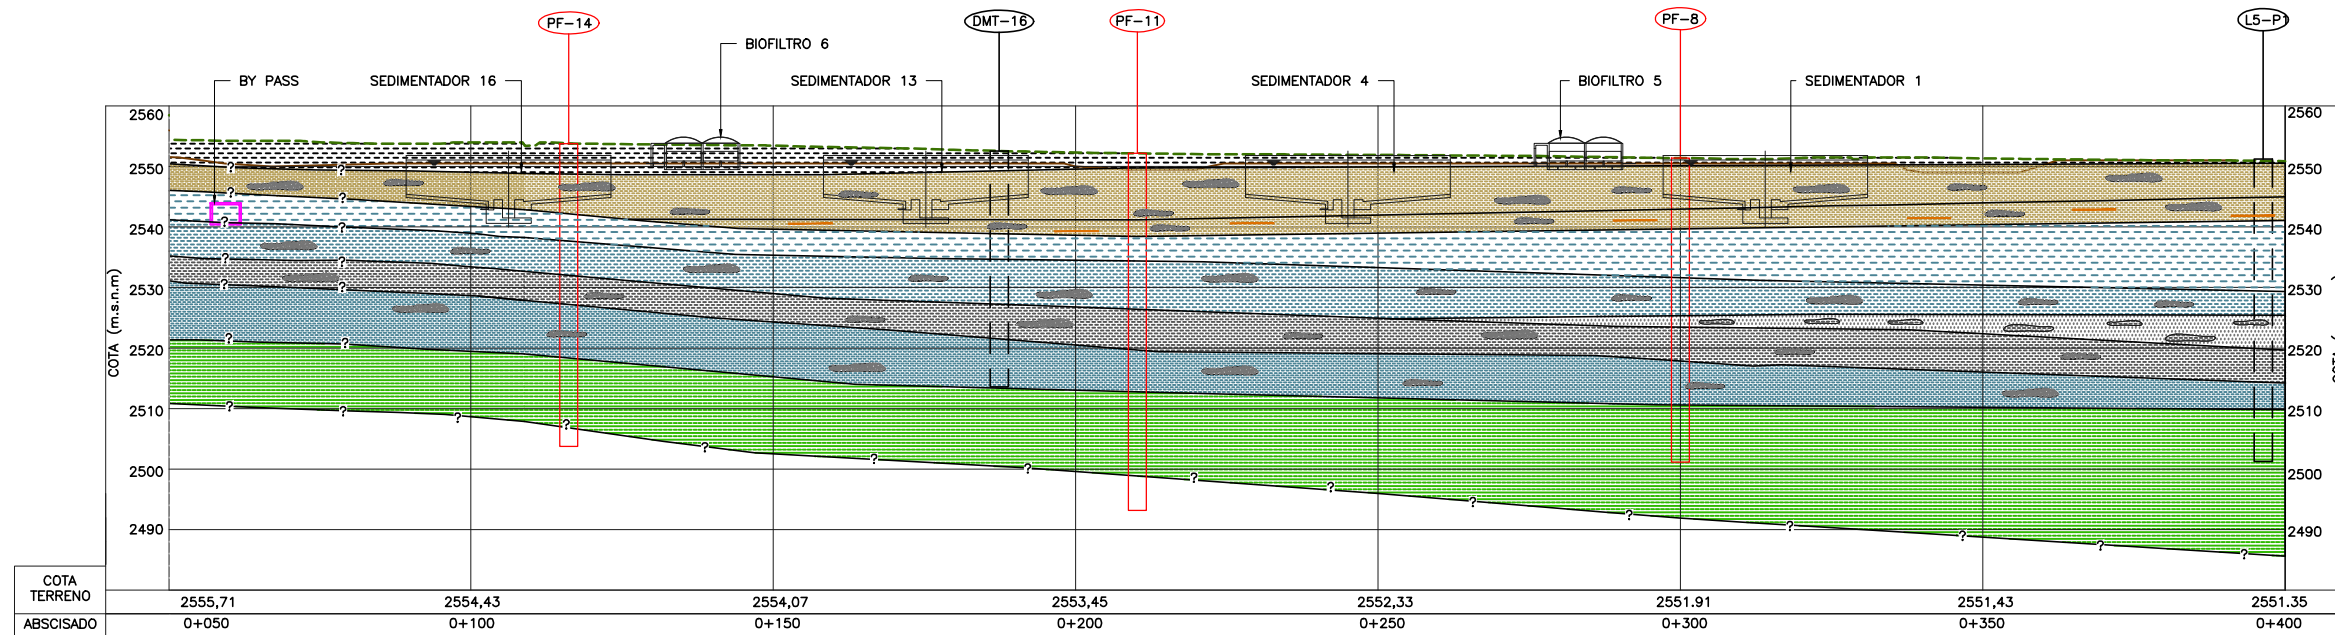 PF-14
DMT-16
PF-11
PF-8
L5-P1
BIOFILTRO 6
BY PASS
SEDIMENTADOR 16
SEDIMENTADOR 13
SEDIMENTADOR 4
BIOFILTRO 5
SEDIMENTADOR 1
2560
2550
2540
2530
2520
2510
2500
2490
COTA (m.s.n.m)
2560
2550
2540
2530
2520
2510
2500
2490
? ?
? ?
? ?
? ?
? ?
? ?
? ? ? ? ? ? ? ? ? ? ? ? ? ? ?
COTA TERRENO
2555,71 2554,43 2554,07 2553,45 2552,33 2551.91 2551,43 2551.35
ABSCISADO 0+050 0+100 0+150 0+200 0+250 0+300 0+350 0+400